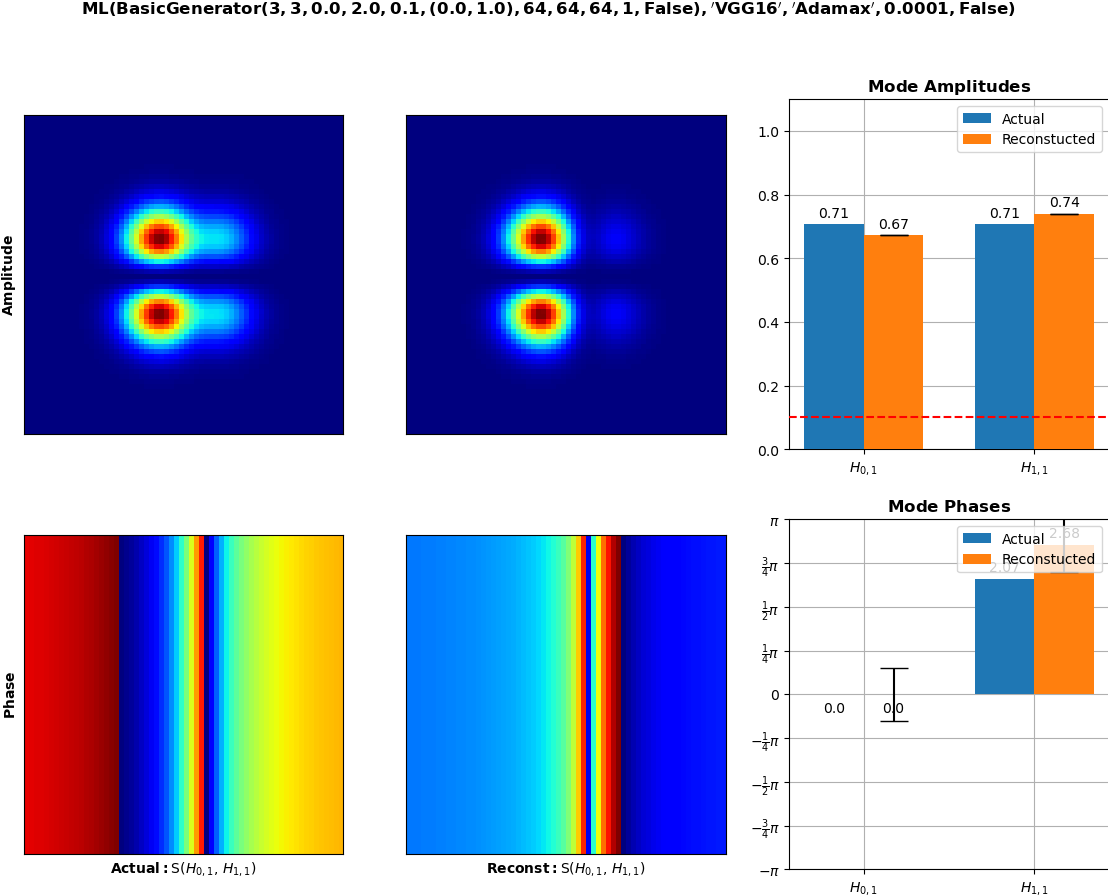 ML(BasicGenerator(3, 3, 0.0, 2.0, 0.1, (0.0, 1.0), 64, 64, 64, 1, False), ′VGG16′, ′Adamax′, 0.0001, False)
Amplitude
Mode Amplitudes
Actual
Reconstucted
1.0
0.8
0.6
0.4
0.2
0.0
0.71
0.67
0.71
0.74
H0,1
H1,1
Phase
Actual: S(H0,1, H1,1)
Reconst: S(H0,1, H1,1)
Mode Phases
Actual
Reconstucted
π
3/4π
1/2π
1/4π
0
−1/4π
−1/2π
−3/4π
−π
0.0
0.0
2.07
2.68
H0,1
H1,1